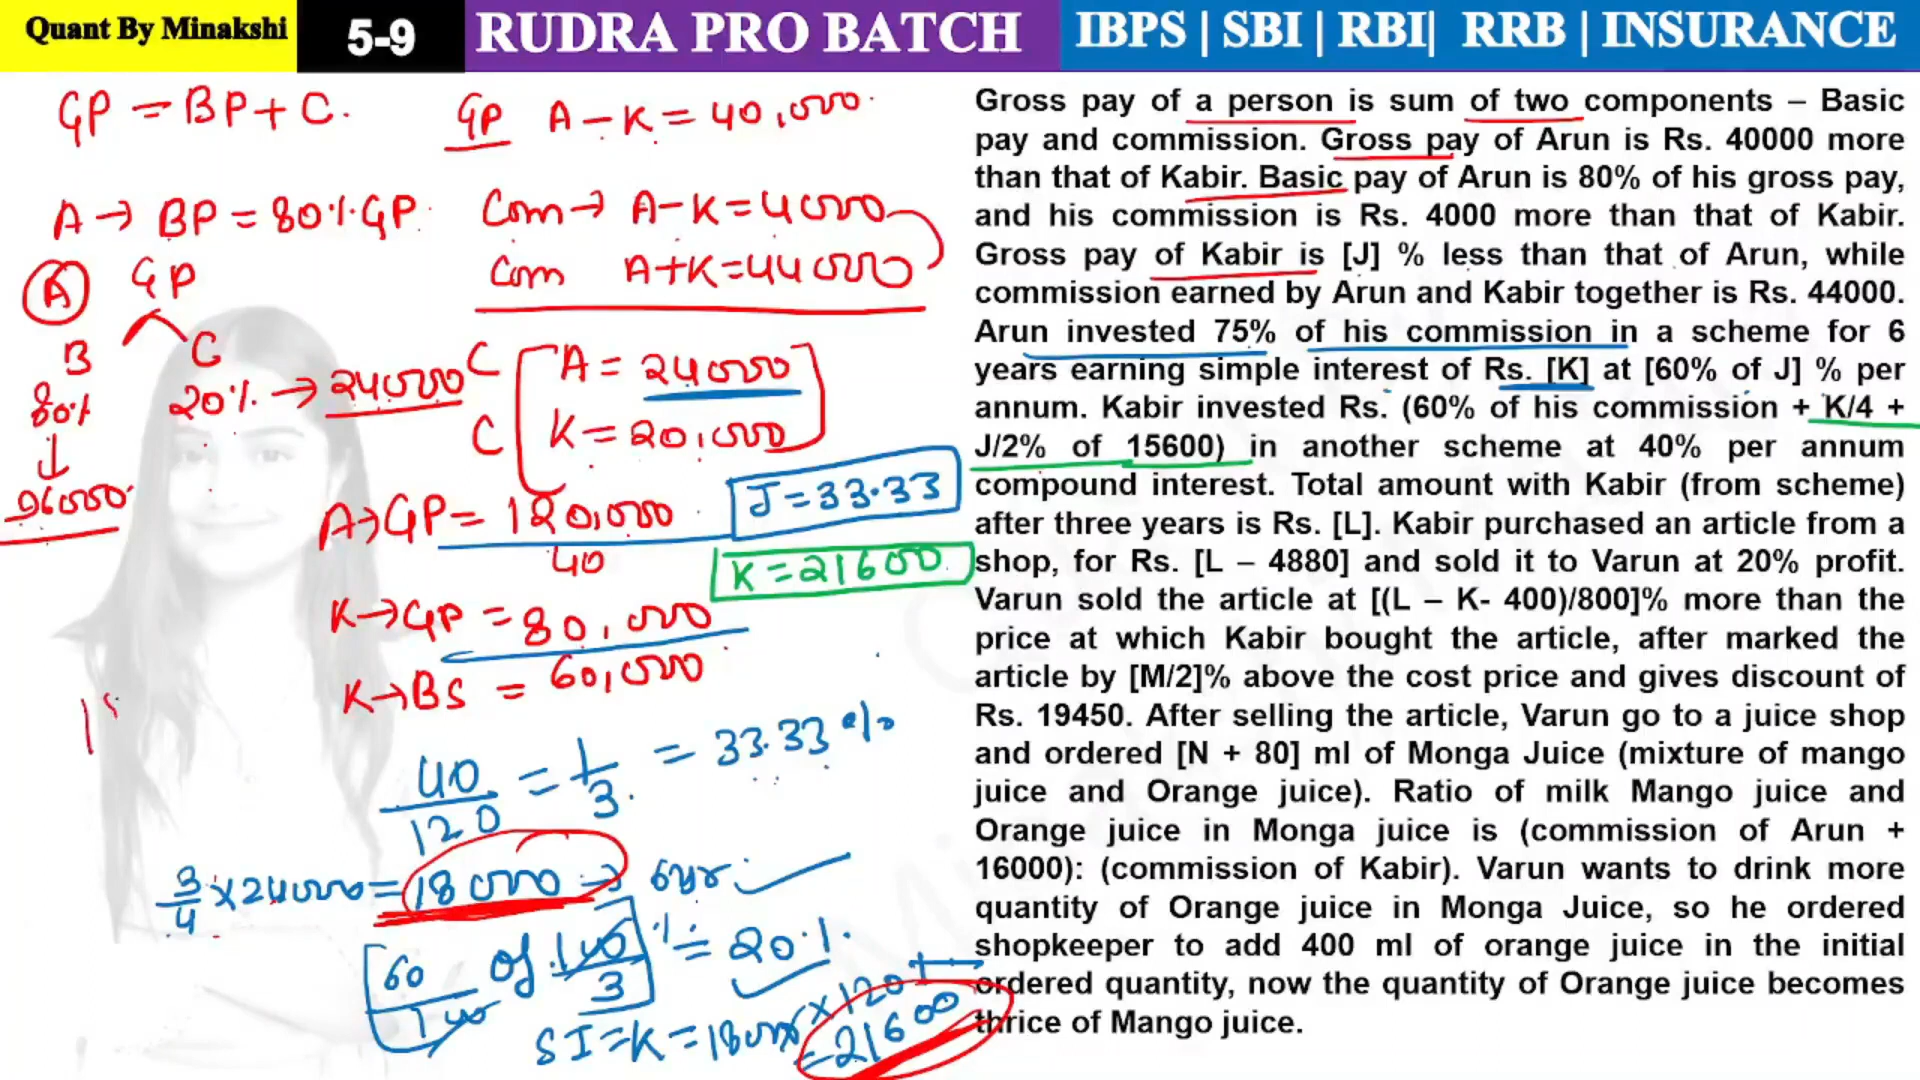 Quant By Minakshi
5-9
RUDRA PRO BATCH
IBPS | SBI | RBI| RRB | INSURANCE
GP = BP + C.
GP A - K = 40,000
A → BP = 80%.GP
Com → A - K = 4000
Com A + K = 44000
A GP
B C
80% 20% → 24000
96000
C A = 24000
C K = 20,000
A → GP = 120,000
40
J = 33.33
K = 21600
K → GP = 80,000
K → BS = 60,000
40/120 = 1/3 = 33.33%
3/4 × 24000 = 18000 → 6yr
60/100 of 100/3 % = 20%.
SI = K = 18000 × 120
= 21600
Gross pay of a person is sum of two components – Basic
pay and commission. Gross pay of Arun is Rs. 40000 more
than that of Kabir. Basic pay of Arun is 80% of his gross pay,
and his commission is Rs. 4000 more than that of Kabir.
Gross pay of Kabir is [J] % less than that of Arun, while
commission earned by Arun and Kabir together is Rs. 44000.
Arun invested 75% of his commission in a scheme for 6
years earning simple interest of Rs. [K] at [60% of J] % per
annum. Kabir invested Rs. (60% of his commission + K/4 +
J/2% of 15600) in another scheme at 40% per annum
compound interest. Total amount with Kabir (from scheme)
after three years is Rs. [L]. Kabir purchased an article from a
shop, for Rs. [L – 4880] and sold it to Varun at 20% profit.
Varun sold the article at [(L – K- 400)/800]% more than the
price at which Kabir bought the article, after marked the
article by [M/2]% above the cost price and gives discount of
Rs. 19450. After selling the article, Varun go to a juice shop
and ordered [N + 80] ml of Monga Juice (mixture of mango
juice and Orange juice). Ratio of milk Mango juice and
Orange juice in Monga juice is (commission of Arun +
16000): (commission of Kabir). Varun wants to drink more
quantity of Orange juice in Monga Juice, so he ordered
shopkeeper to add 400 ml of orange juice in the initial
ordered quantity, now the quantity of Orange juice becomes
thrice of Mango juice.